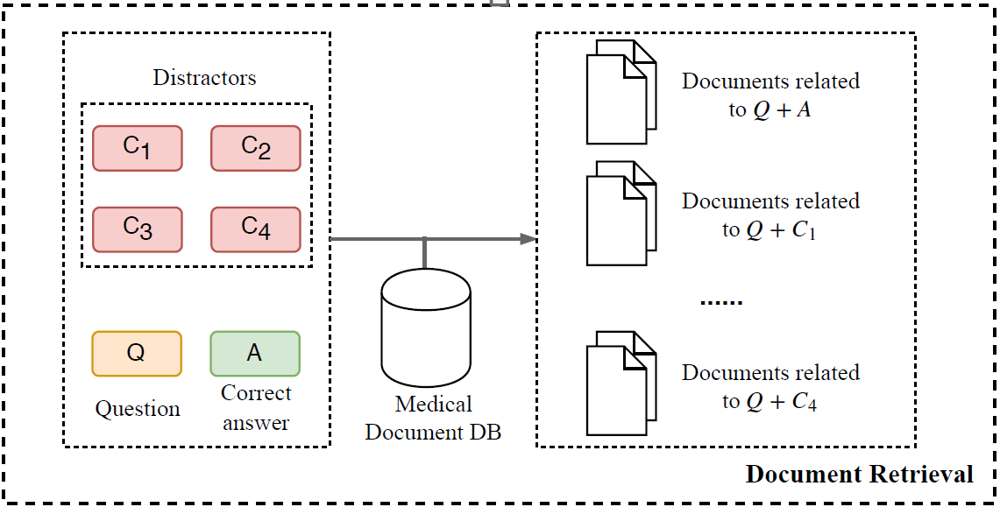 Distractors
C1
C2
C3
C4
Q
A
Question
Correct
answer
Medical
Document DB
Documents related
to Q + A
Documents related
to Q + C1
......
Documents related
to Q + C4
Document Retrieval